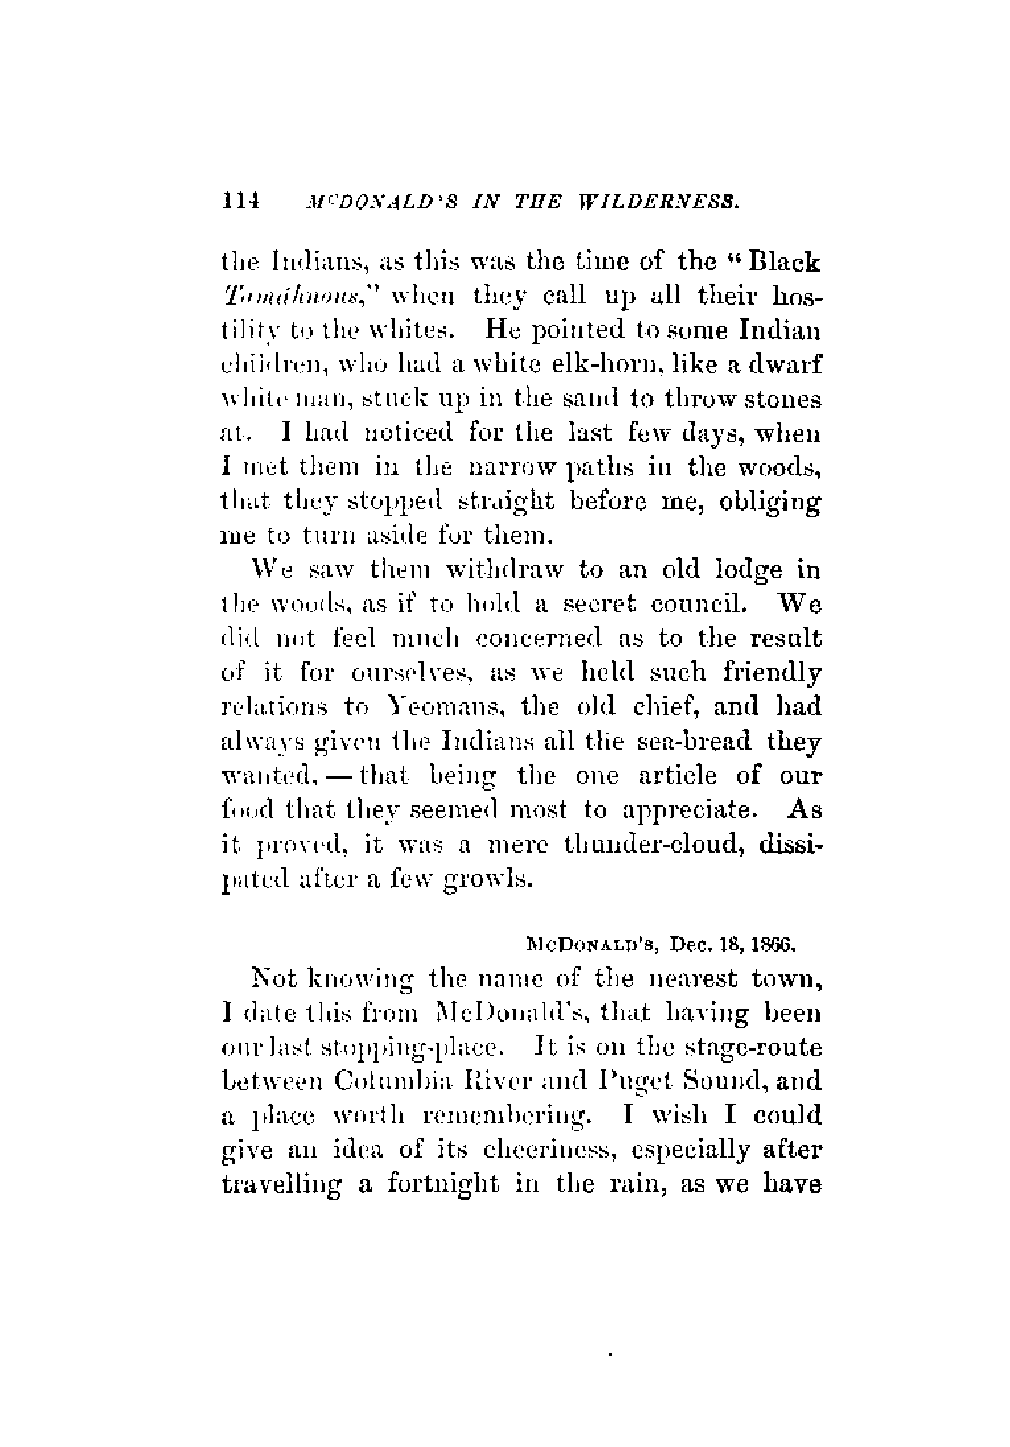 114 McDONALD'S IN THE WILDERNESS.
the Indians, as this was the time of the "Black
Tamáhnous," when they call up all their hos-
tility to the whites. He pointed to some Indian
children, who had a white elk-horn, like a dwarf
white man, stuck up in the sand to throw stones
at. I had noticed for the last few days, when
I met them in the narrow paths in the woods,
that they stopped straight before me, obliging
me to turn aside for them.
We saw them withdraw to an old lodge in
the woods, as if to hold a secret council. We
did not feel much concerned as to the result
of it for ourselves, as we held such friendly
relations to Yeomans, the old chief, and had
always given the Indians all the sea-bread they
wanted, — that being the one article of our
food that they seemed most to appreciate. As
it proved, it was a mere thunder-cloud, dissi-
pated after a few growls.
McDonald's, Dec. 18, 1866.
Not knowing the name of the nearest town,
I date this from McDonald's, that having been
our last stopping-place. It is on the stage-route
between Columbia River and Puget Sound, and
a place worth remembering. I wish I could
give an idea of its cheeriness, especially after
travelling a fortnight in the rain, as we have